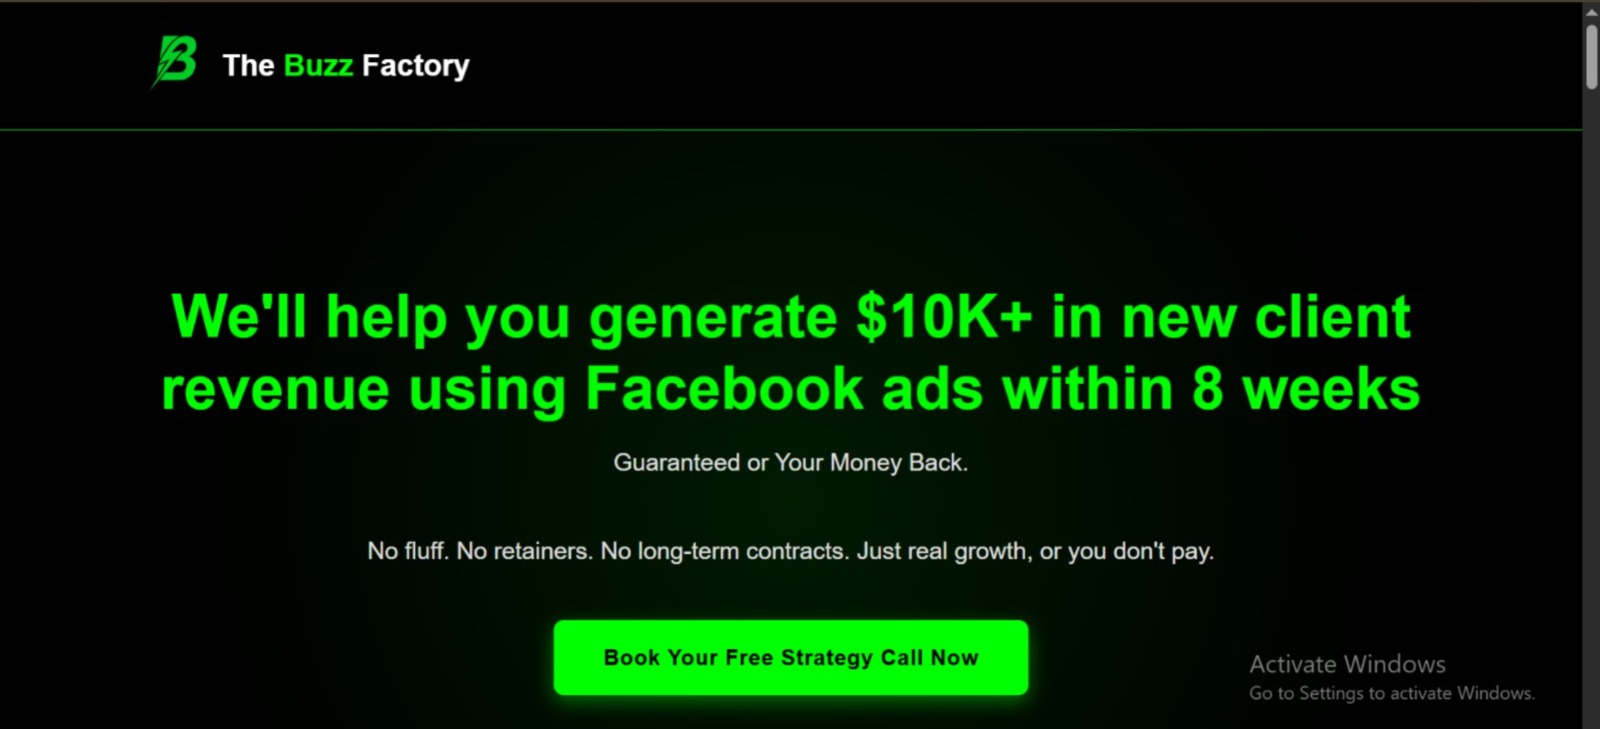 B
The Buzz Factory
We'll help you generate $10K+ in new client
revenue using Facebook ads within 8 weeks
Guaranteed or Your Money Back.
No fluff. No retainers. No long-term contracts. Just real growth, or you don't pay.
Book Your Free Strategy Call Now
Activate Windows
Go to Settings to activate Windows.